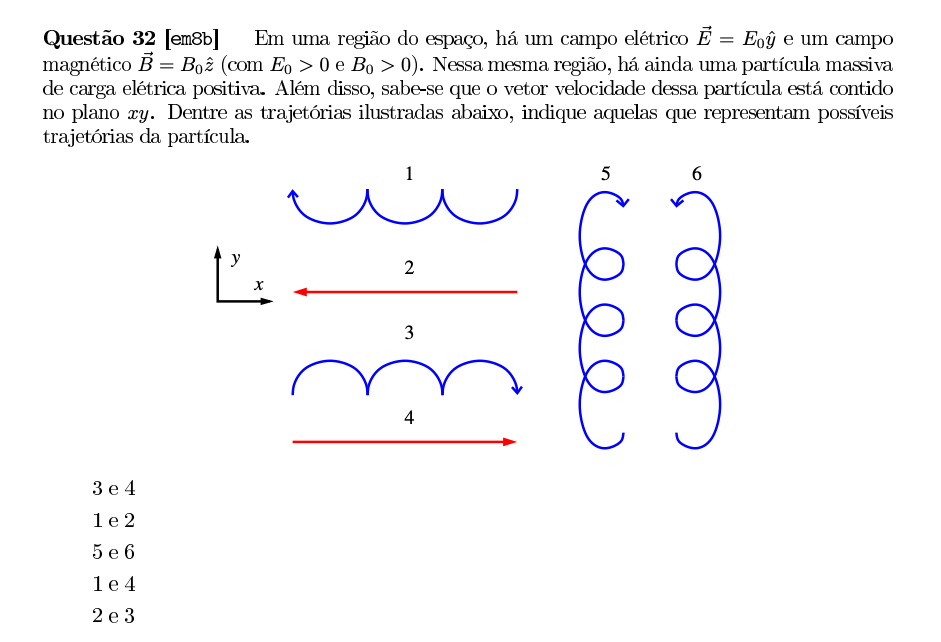 Questão 32 [em8b] Em uma região do espaço, há um campo elétrico $\vec{E} = E_0\hat{y}$ e um campo
magnético $\vec{B} = B_0\hat{z}$ (com $E_0 > 0$ e $B_0 > 0$). Nessa mesma região, há ainda uma partícula massiva
de carga elétrica positiva. Além disso, sabe-se que o vetor velocidade dessa partícula está contido
no plano $xy$. Dentre as trajetórias ilustradas abaixo, indique aquelas que representam possíveis
trajetórias da partícula.
1
5 6
y
2
x
3
4
3 e 4
1 e 2
5 e 6
1 e 4
2 e 3